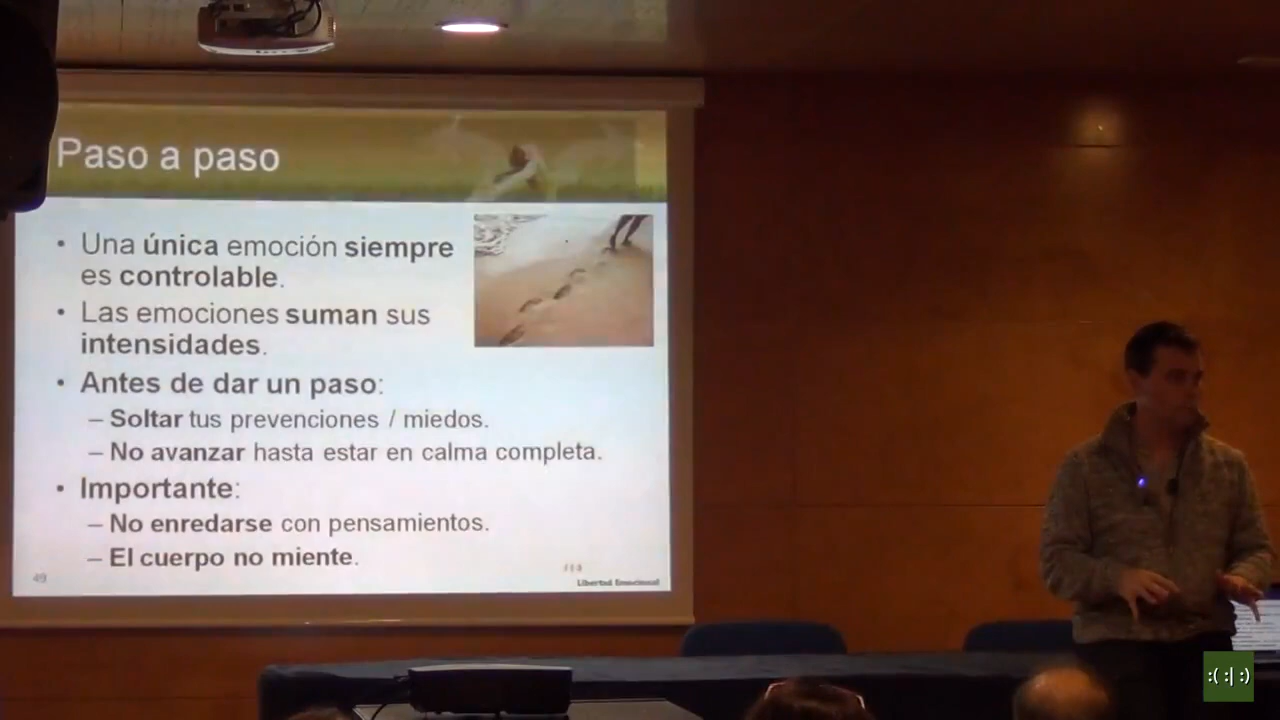 Paso a paso
• Una única emoción siempre
es controlable.
• Las emociones suman sus
intensidades.
• Antes de dar un paso:
– Soltar tus prevenciones / miedos.
– No avanzar hasta estar en calma completa.
• Importante:
– No enredarse con pensamientos.
– El cuerpo no miente.
49
Libertad Emocional
:( :| :)